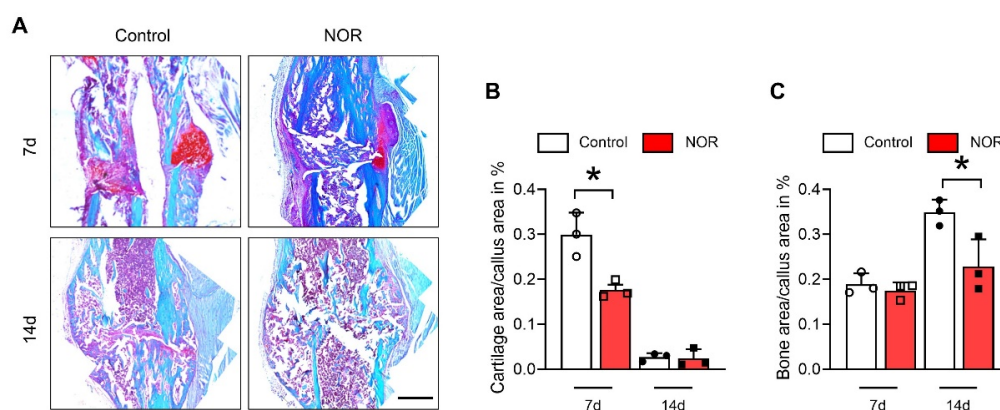 A
Control
NOR
7d
14d
B
Control
NOR
Cartilage area/callus area in %
0.4
0.3
0.2
0.1
0.0
*
7d
14d
C
Control
NOR
Bone area/callus area in %
0.4
0.3
0.2
0.1
0.0
*
7d
14d